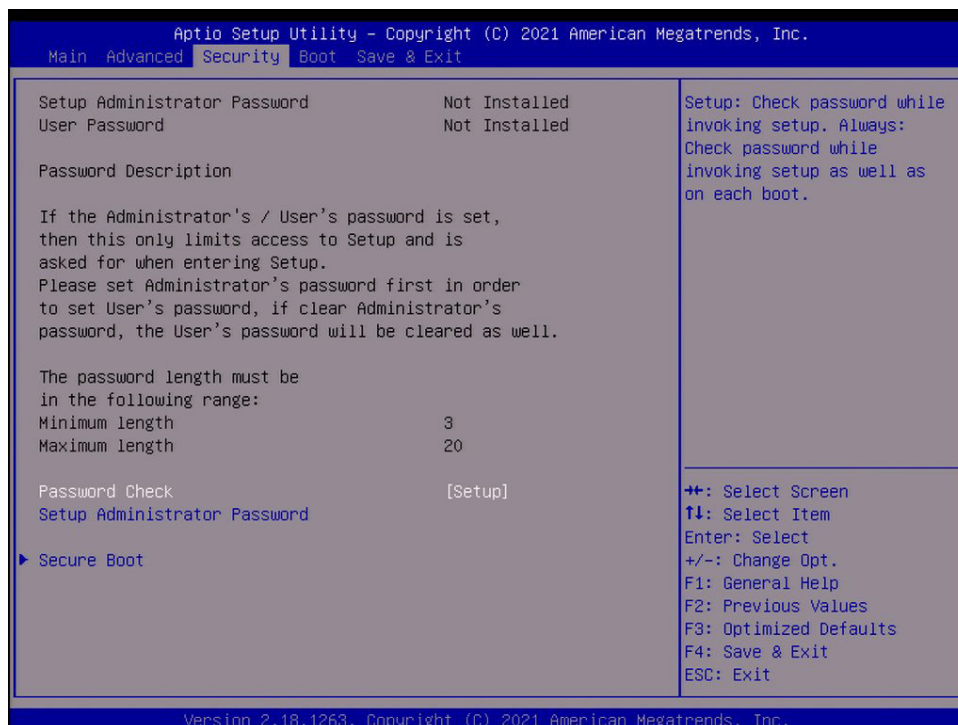 Aptio Setup Utility – Copyright (C) 2021 American Megatrends, Inc.
Main Advanced Security Boot Save & Exit
Setup Administrator Password Not Installed
User Password Not Installed
Password Description
If the Administrator's / User's password is set,
then this only limits access to Setup and is
asked for when entering Setup.
Please set Administrator's password first in order
to set User's password, if clear Administrator's
password, the User's password will be cleared as well.
The password length must be
in the following range:
Minimum length 3
Maximum length 20
Password Check [Setup]
Setup Administrator Password
Secure Boot
Setup: Check password while
invoking setup. Always:
Check password while
invoking setup as well as
on each boot.
→←: Select Screen
↑↓: Select Item
Enter: Select
+/-: Change Opt.
F1: General Help
F2: Previous Values
F3: Optimized Defaults
F4: Save & Exit
ESC: Exit
Version 2.18.1263. Copyright (C) 2021 American Megatrends, Inc.